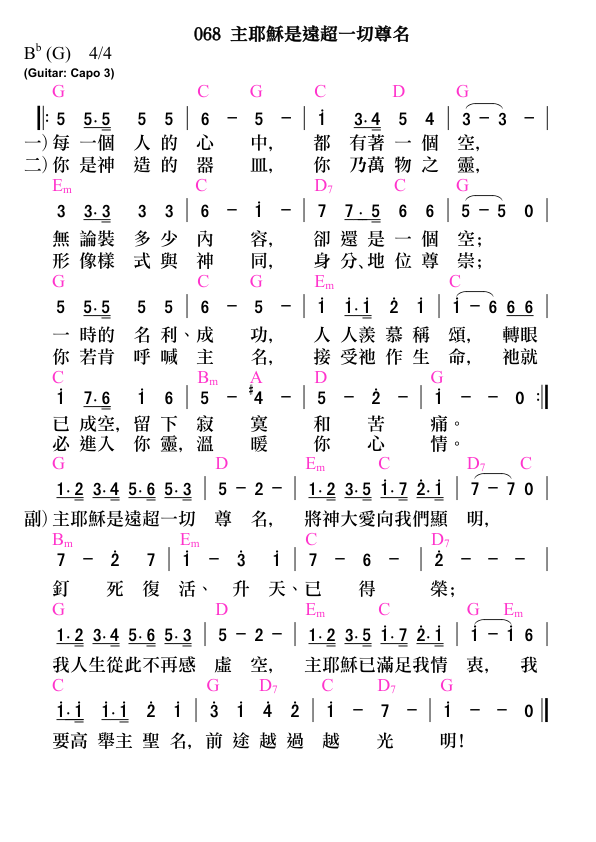 068 主耶穌是遠超一切尊名
B♭ (G) 4/4
(Guitar: Capo 3)
G C G C D G
‖: 5 5·5 5 5 | 6 − 5 − | i 3·4 5 4 | 3 − 3 − |
一）每 一個 人 的 心 中， 都 有著 一 個 空，
二）你 是神 造 的 器 皿， 你 乃萬 物 之 靈，
Em C D7 C G
3 3·3 3 3 | 6 − i − | 7 7·5 6 6 | 5 − 5 0 |
無 論裝 多 少 內 容， 卻 還 是 一 個 空；
形 像樣 式 與 神 同， 身 分、地 位 尊 崇；
G C G Em C
5 5·5 5 5 | 6 − 5 − | i i·i 2̇ i | i − 6 6 6 |
一 時的 名 利、成 功， 人 人羨 慕 稱 頌， 轉眼
你 若肯 呼 喊 主 名， 接 受祂 作 生 命， 祂就
C Bm A D G
i 7·6 i 6 | 5 − ♯4 − | 5 − 2̇ − | i − − 0 :‖
已 成空，留 下 寂 寞 和 苦 痛。
必 進入 你 靈，溫 暖 你 心 情。
G D Em C D7 C
1·2 3·4 5·6 5·3 | 5 − 2 − | 1·2 3·5 i·7 2̇·i | 7 − 7 0 |
副）主耶穌是遠超一切 尊 名， 將神大愛向我們顯 明，
Bm Em C D7
7 − 2̇ 7 | i − 3̇ i | 7 − 6 − | 2̇ − − − |
釘 死 復 活、 升 天、已 得 榮；
G D Em C G Em
1·2 3·4 5·6 5·3 | 5 − 2 − | 1·2 3·5 i·7 2̇·i | i − i 6 |
我人生從此不再感 虛 空， 主耶穌已滿足我情 衷， 我
C G D7 C D7 G
i·i i·i 2̇ i | 3̇ i 4̇ 2̇ | i − 7 − | i − − 0 ‖
要高 舉主 聖 名，前 途 越 過 越 光 明！